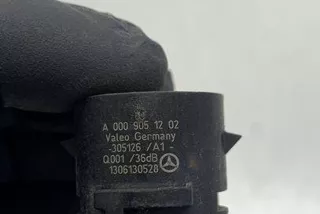 A 000 905 12 02
Valeo Germany
-305126 /A1 -
Q001 /36dB
1306130528